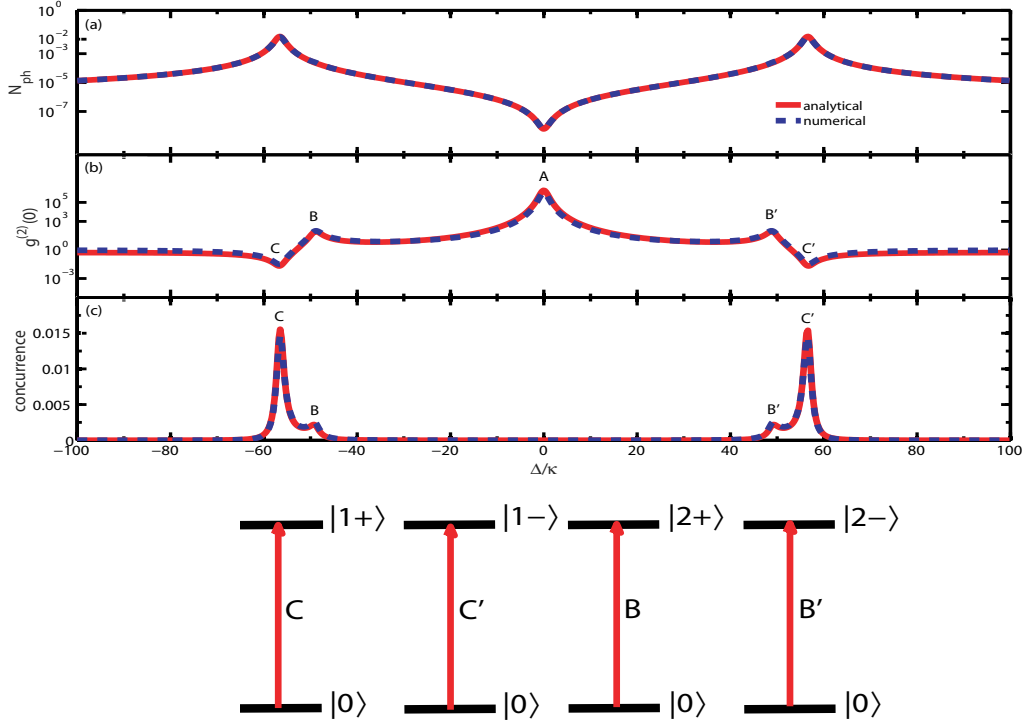 (a)
N_ph
10^0
10^-2
10^-3
10^-5
10^-7
analytical
numerical
(b)
g^(2)(0)
10^5
10^3
10^0
10^-3
C
B
A
B'
C'
(c)
concurrence
0.015
0.01
0.005
0
C
B
B'
C'
−100 −80 −60 −40 −20 0 20 40 60 80 100
Δ/κ
|1+⟩ |1−⟩ |2+⟩ |2−⟩
C C' B B'
|0⟩ |0⟩ |0⟩ |0⟩